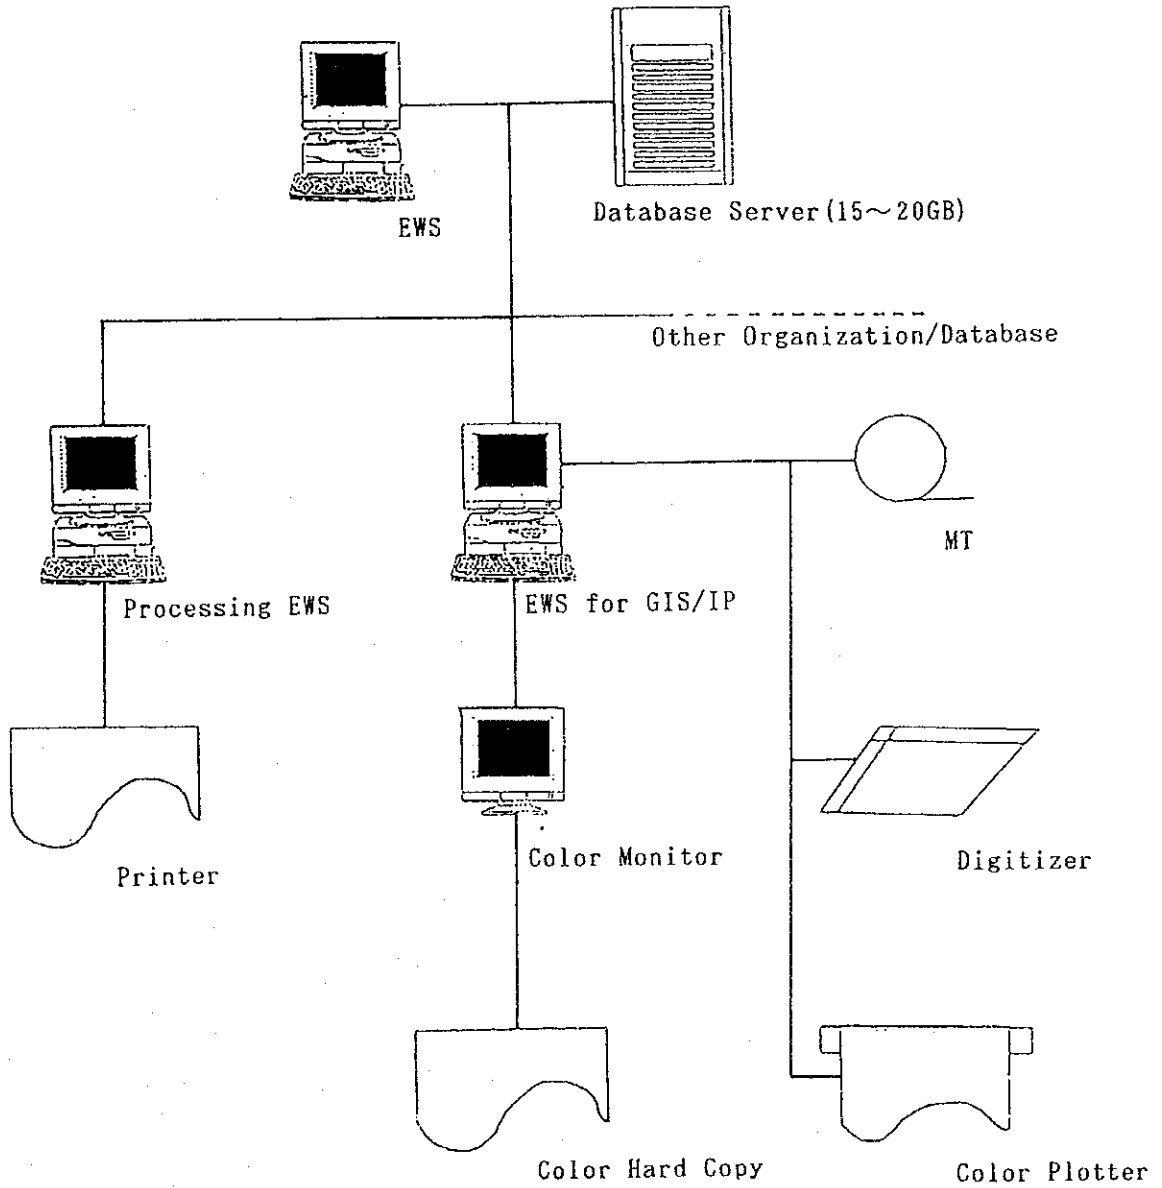 EWS
Database Server(15～20GB)
Other Organization/Database
MT
Processing EWS
EWS for GIS/IP
Printer
Color Monitor
Digitizer
Color Hard Copy
Color Plotter